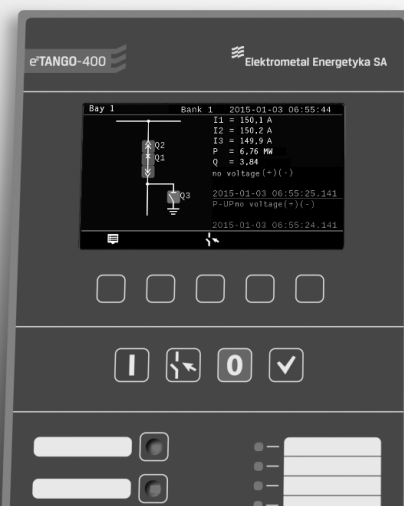 e²TANGO-400
Elektrometal Energetyka SA
Bay 1 Bank 1 2015-01-03 06:55:44
I1 = 150,1 A
I2 = 150,2 A
I3 = 149,9 A
P = 6,76 MW
Q = 3,84
no voltage(+)(-)
Q2
Q1
Q3
2015-01-03 06:55:25.141
P-UPno voltage(+)(-)
2015-01-03 06:55:24.141
I
0